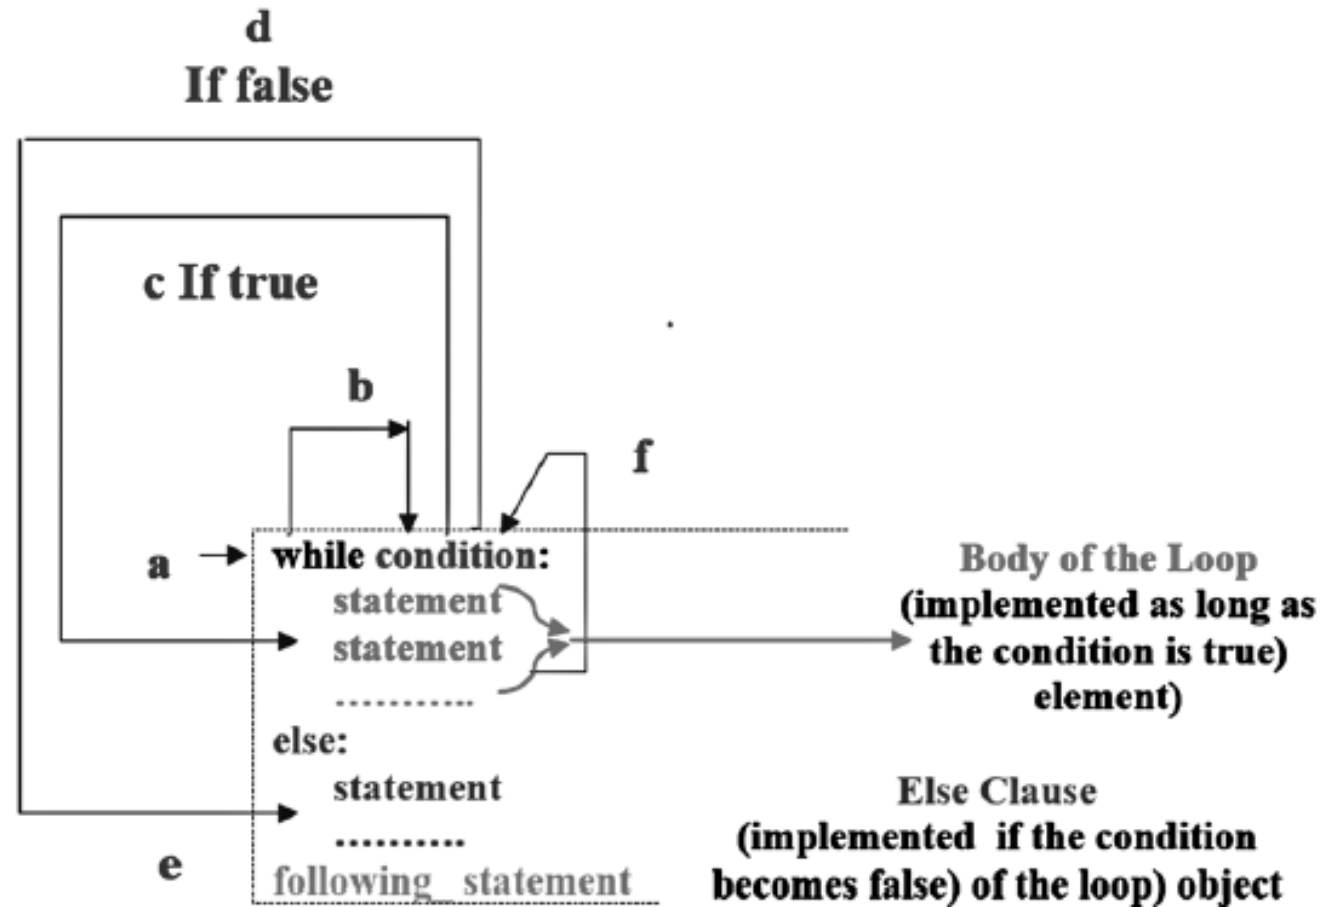 d
If false
c If true
b
f
a
while condition:
statement
statement
...........
else:
statement
..........
e
following_ statement
Body of the Loop
(implemented as long as
the condition is true)
element)
Else Clause
(implemented if the condition
becomes false) of the loop) object